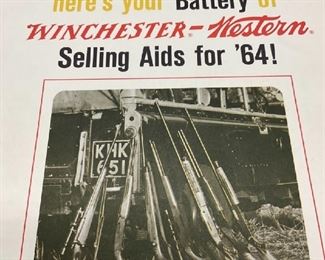 here's your Battery of
WINCHESTER® - Western®
Selling Aids for '64!
KHK
651